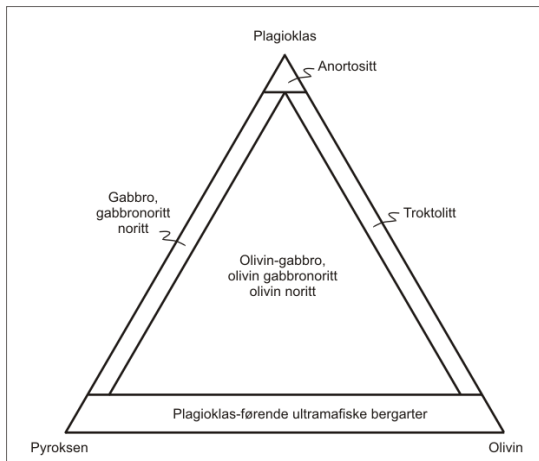 Plagioklas
Anortositt
Gabbro,
gabbronoritt
noritt
Troktolitt
Olivin-gabbro,
olivin gabbronoritt
olivin noritt
Plagioklas-førende ultramafiske bergarter
Pyroksen
Olivin